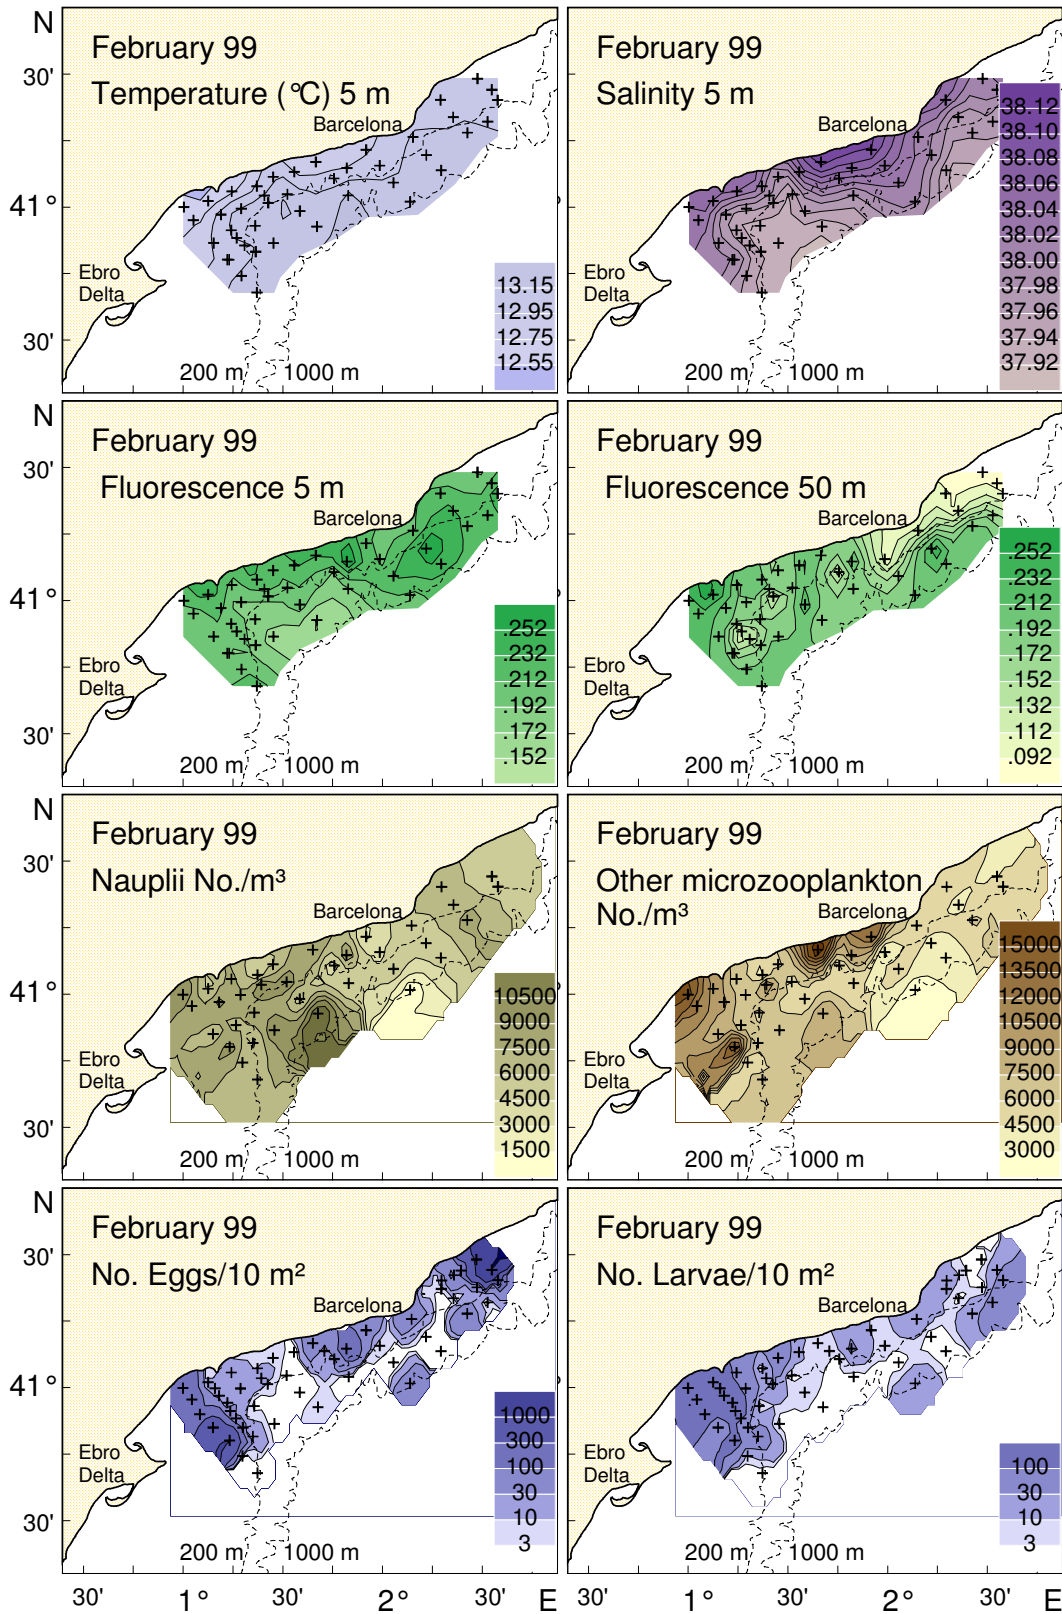 N
February 99
Temperature (°C) 5 m
Barcelona
30'
41°
Ebro
Delta
30'
200 m
1000 m
13.15
12.95
12.75
12.55
February 99
Salinity 5 m
Barcelona
Ebro
Delta
200 m
1000 m
38.12
38.10
38.08
38.06
38.04
38.02
38.00
37.98
37.96
37.94
37.92
N
February 99
Fluorescence 5 m
Barcelona
30'
41°
Ebro
Delta
30'
200 m
1000 m
.252
.232
.212
.192
.172
.152
February 99
Fluorescence 50 m
Barcelona
Ebro
Delta
200 m
1000 m
.252
.232
.212
.192
.172
.152
.132
.112
.092
N
February 99
Nauplii No./m³
Barcelona
30'
41°
Ebro
Delta
30'
200 m
1000 m
10500
9000
7500
6000
4500
3000
1500
February 99
Other microzooplankton
No./m³
Barcelona
Ebro
Delta
200 m
1000 m
15000
13500
12000
10500
9000
7500
6000
4500
3000
N
February 99
No. Eggs/10 m²
Barcelona
30'
41°
Ebro
Delta
30'
200 m
1000 m
1000
300
100
30
10
3
30'
1°
30'
2°
30'
E
February 99
No. Larvae/10 m²
Barcelona
Ebro
Delta
200 m
1000 m
100
30
10
3
30'
1°
30'
2°
30'
E